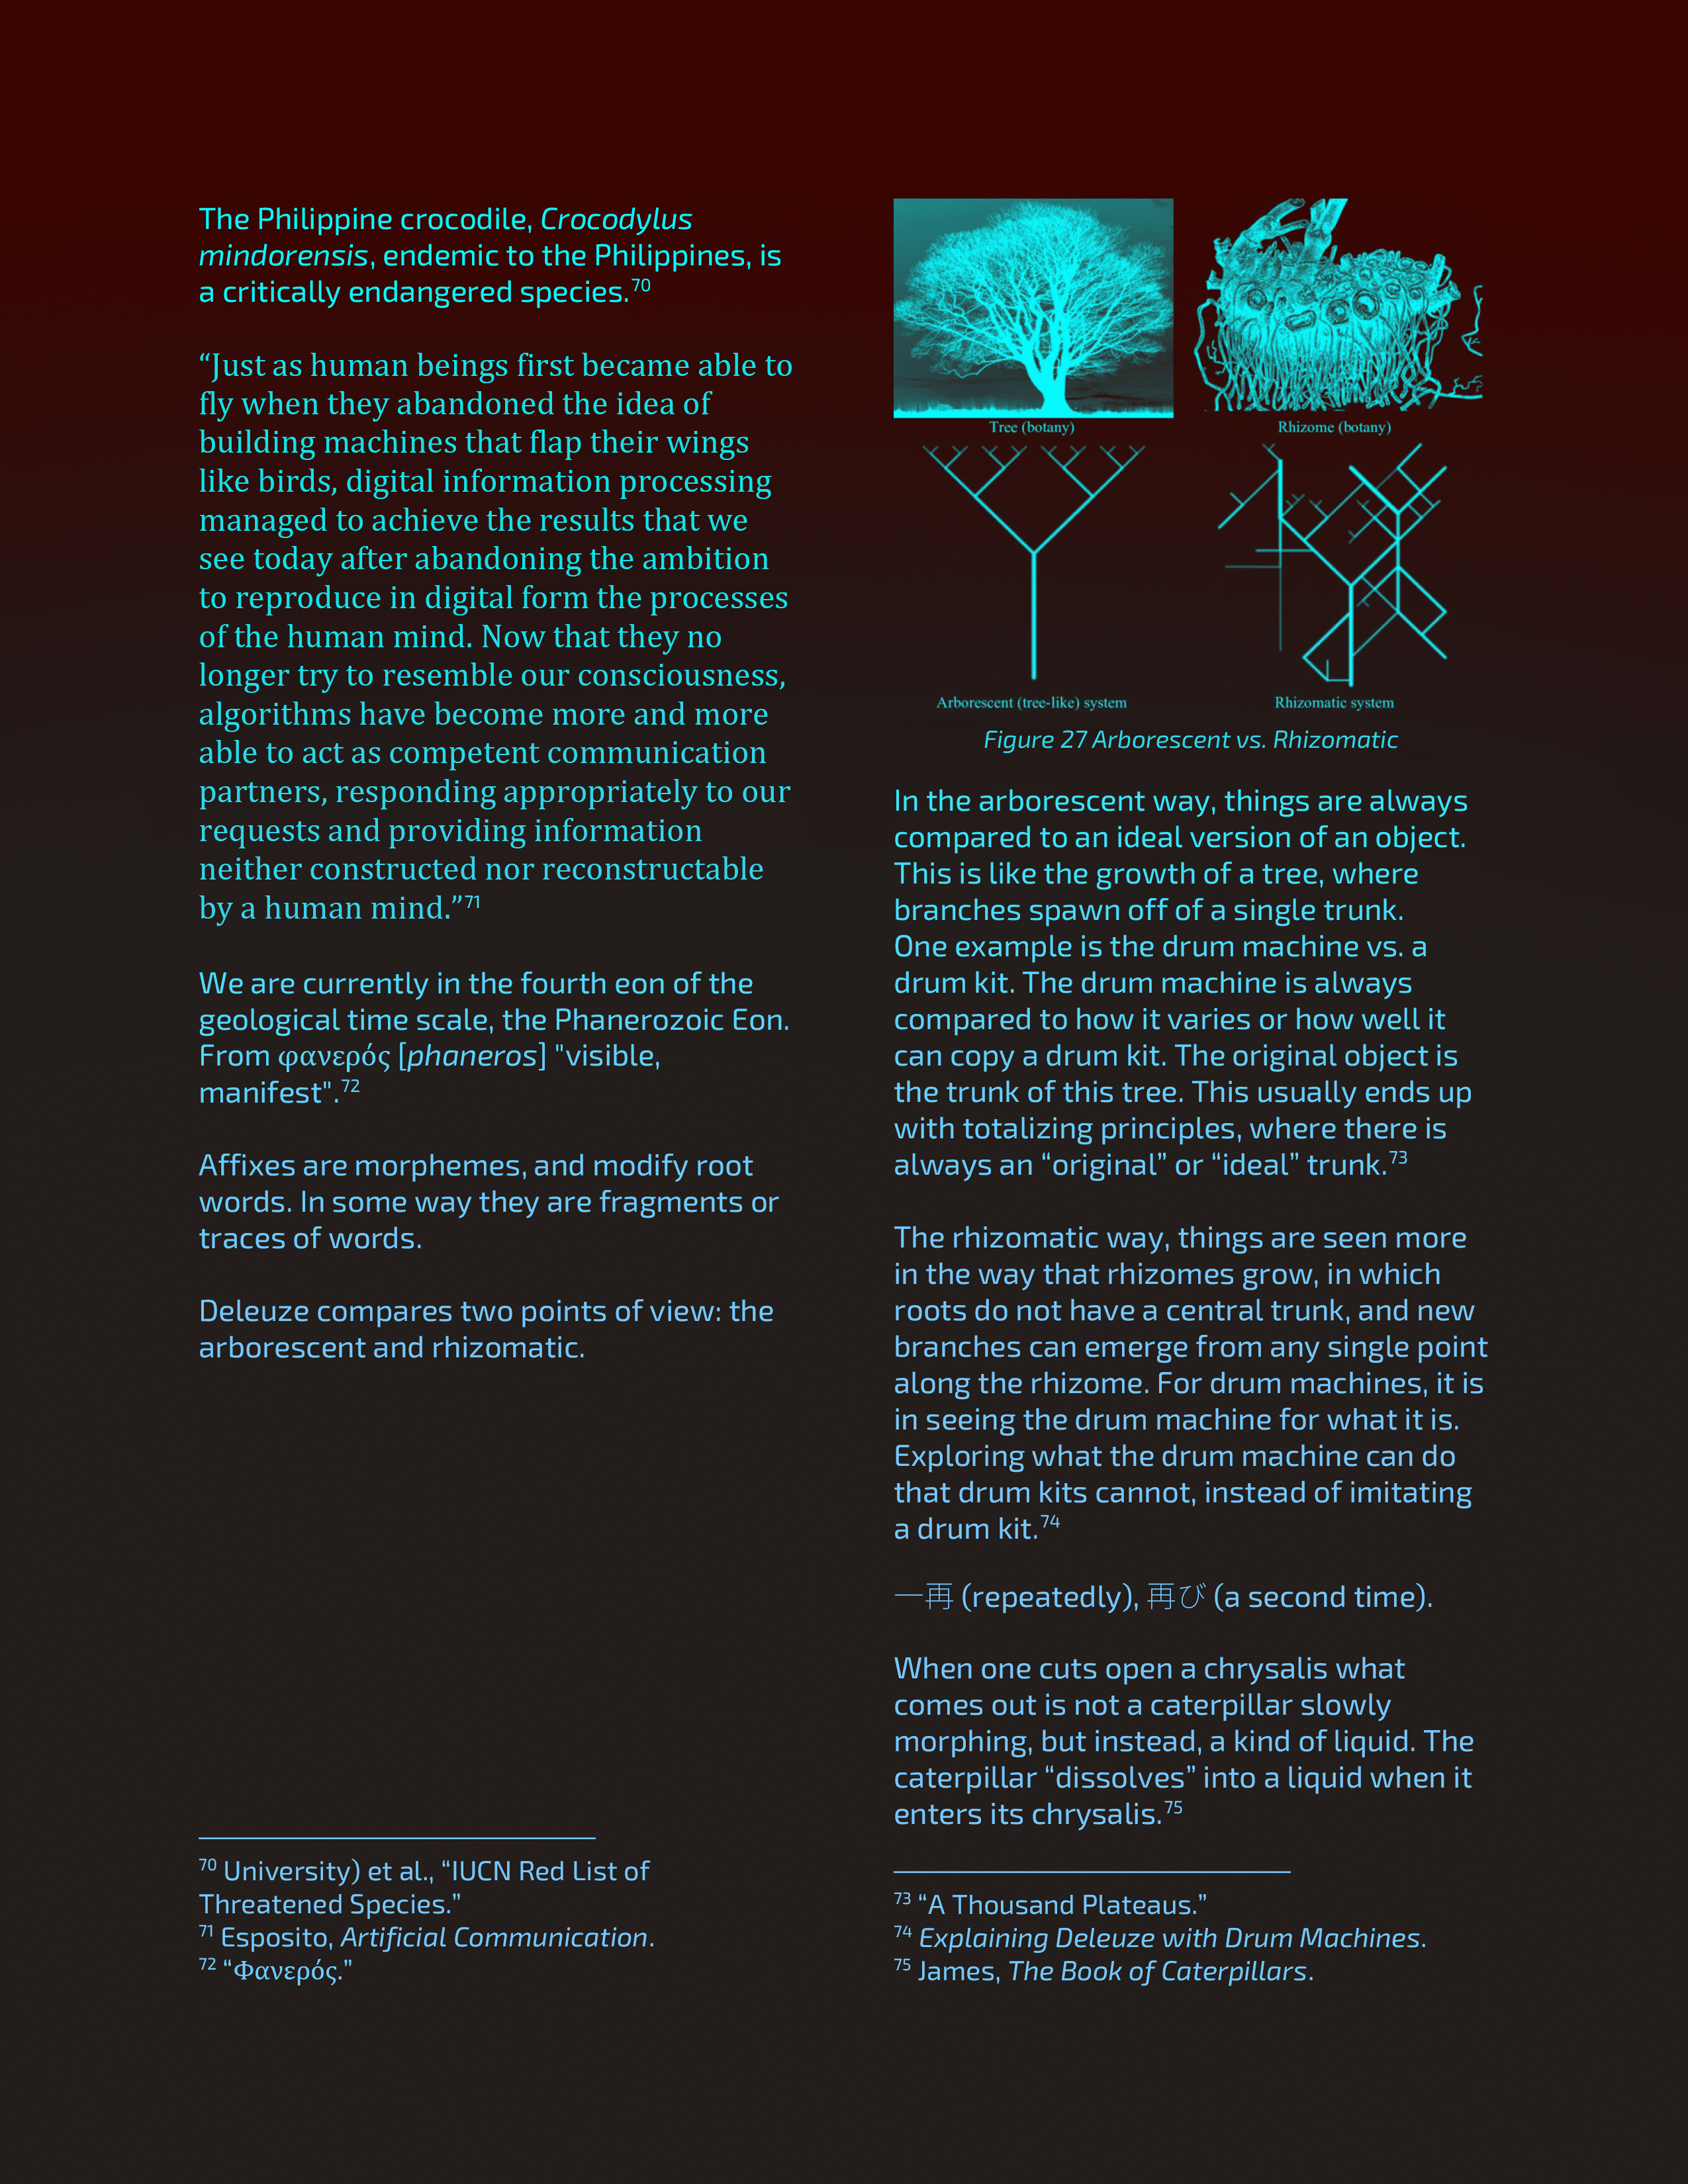 The Philippine crocodile, Crocodylus
mindorensis, endemic to the Philippines, is
a critically endangered species.70
“Just as human beings first became able to
fly when they abandoned the idea of
building machines that flap their wings
like birds, digital information processing
managed to achieve the results that we
see today after abandoning the ambition
to reproduce in digital form the processes
of the human mind. Now that they no
longer try to resemble our consciousness,
algorithms have become more and more
able to act as competent communication
partners, responding appropriately to our
requests and providing information
neither constructed nor reconstructable
by a human mind.”71
We are currently in the fourth eon of the
geological time scale, the Phanerozoic Eon.
From φανερός [phaneros] "visible,
manifest".72
Affixes are morphemes, and modify root
words. In some way they are fragments or
traces of words.
Deleuze compares two points of view: the
arborescent and rhizomatic.
70 University) et al., “IUCN Red List of
Threatened Species.”
71 Esposito, Artificial Communication.
72 “Φανερός.”
Tree (botany)
Rhizome (botany)
Arborescent (tree-like) system
Rhizomatic system
Figure 27 Arborescent vs. Rhizomatic
In the arborescent way, things are always
compared to an ideal version of an object.
This is like the growth of a tree, where
branches spawn off of a single trunk.
One example is the drum machine vs. a
drum kit. The drum machine is always
compared to how it varies or how well it
can copy a drum kit. The original object is
the trunk of this tree. This usually ends up
with totalizing principles, where there is
always an “original” or “ideal” trunk.73
The rhizomatic way, things are seen more
in the way that rhizomes grow, in which
roots do not have a central trunk, and new
branches can emerge from any single point
along the rhizome. For drum machines, it is
in seeing the drum machine for what it is.
Exploring what the drum machine can do
that drum kits cannot, instead of imitating
a drum kit.74
一再 (repeatedly), 再び (a second time).
When one cuts open a chrysalis what
comes out is not a caterpillar slowly
morphing, but instead, a kind of liquid. The
caterpillar “dissolves” into a liquid when it
enters its chrysalis.75
73 “A Thousand Plateaus.”
74 Explaining Deleuze with Drum Machines.
75 James, The Book of Caterpillars.